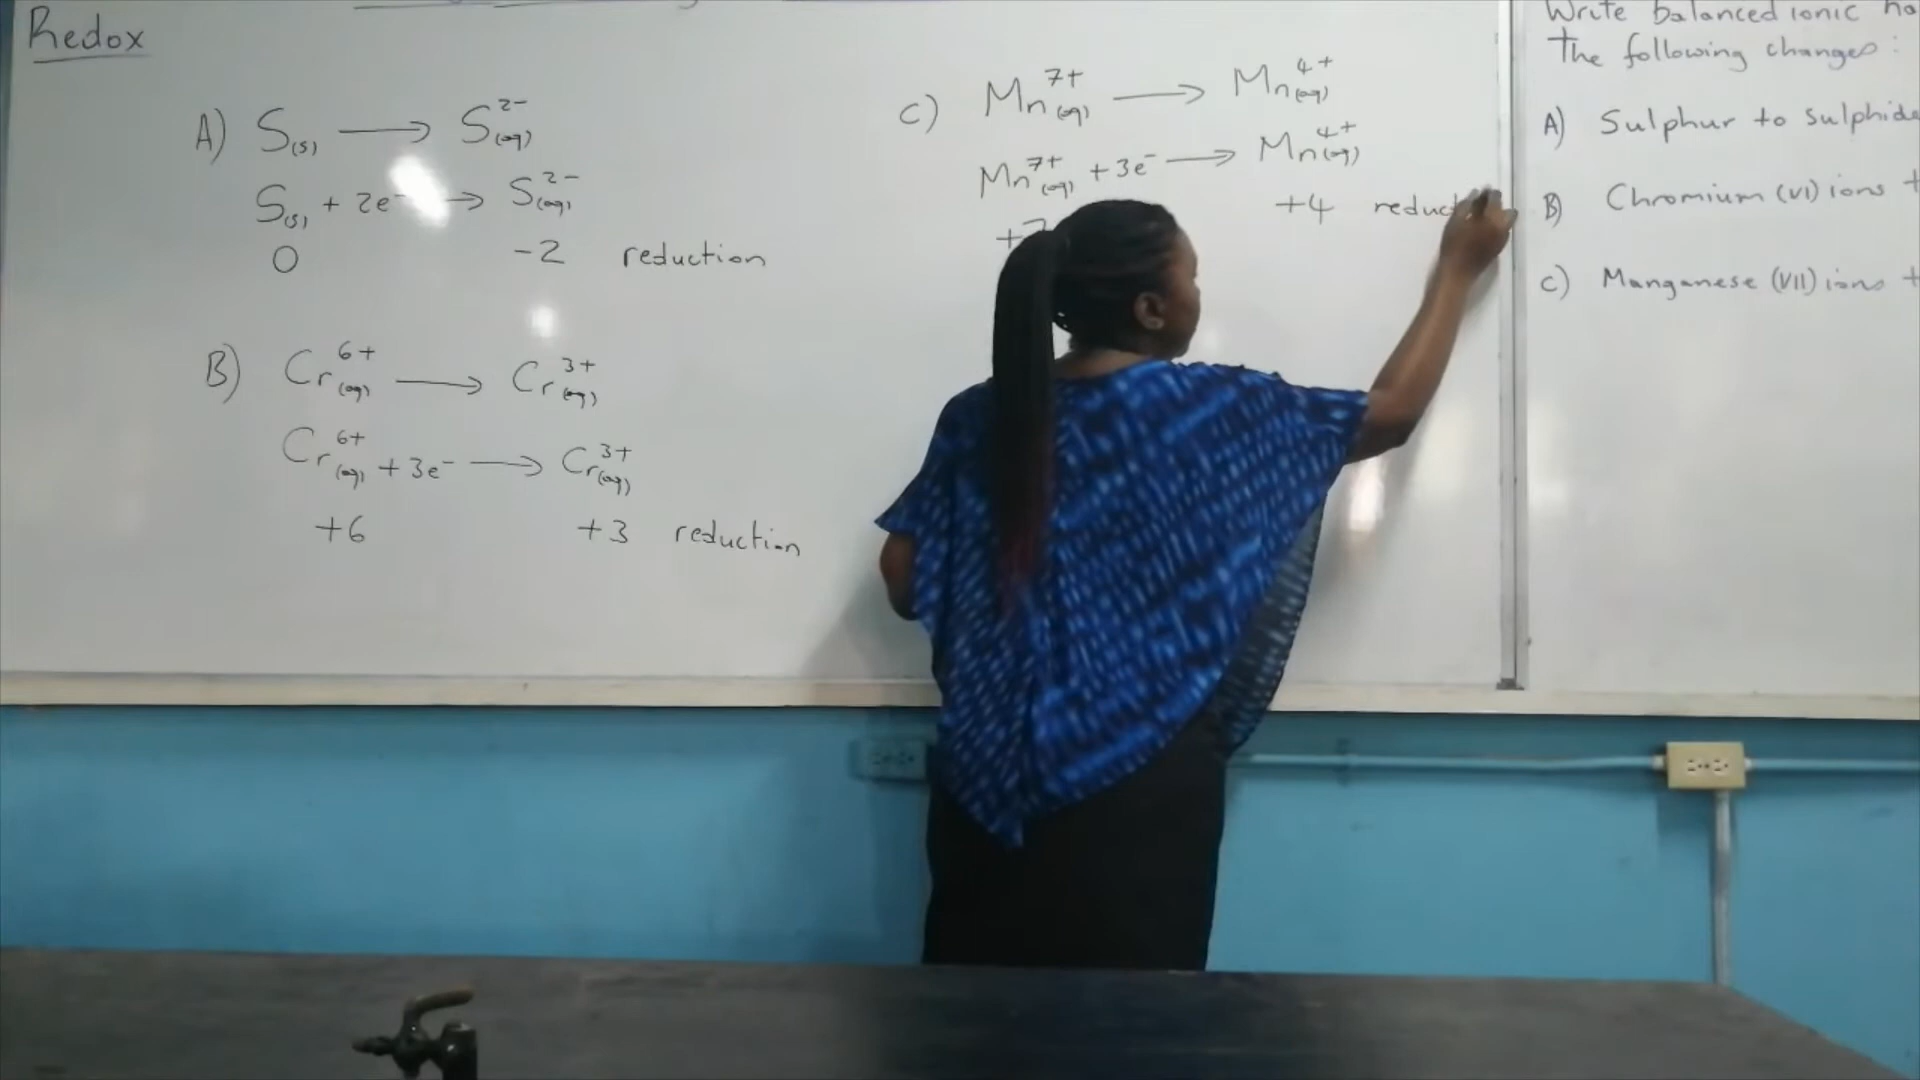 Redox
A) S(s) ⟶ S²⁻(aq)
S(s) + 2e⁻ ⟶ S²⁻(aq)
0 -2 reduction
B) Cr⁶⁺(aq) ⟶ Cr³⁺(aq)
Cr⁶⁺(aq) + 3e⁻ ⟶ Cr³⁺(aq)
+6 +3 reduction
C) Mn⁷⁺(aq) ⟶ Mn⁴⁺(aq)
Mn⁷⁺(aq) + 3e⁻ ⟶ Mn⁴⁺(aq)
+4
Write balanced ionic
the following changes:
A) Sulphur to sulphide
B) Chromium (VI) ions
C) Manganese (VII) ions